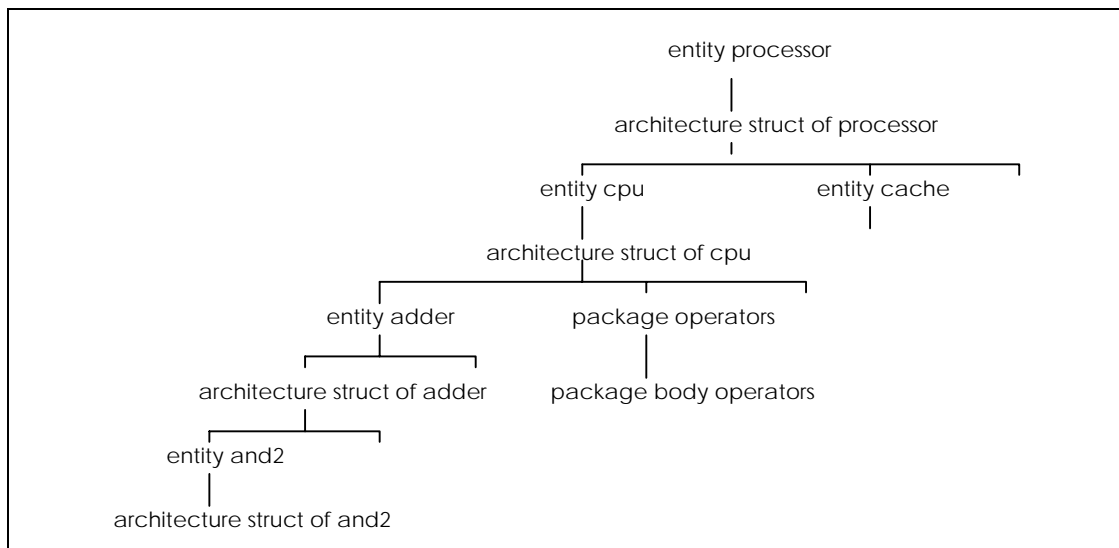 entity processor
architecture struct of processor
entity cpu
entity cache
architecture struct of cpu
entity adder
package operators
architecture struct of adder
package body operators
entity and2
architecture struct of and2